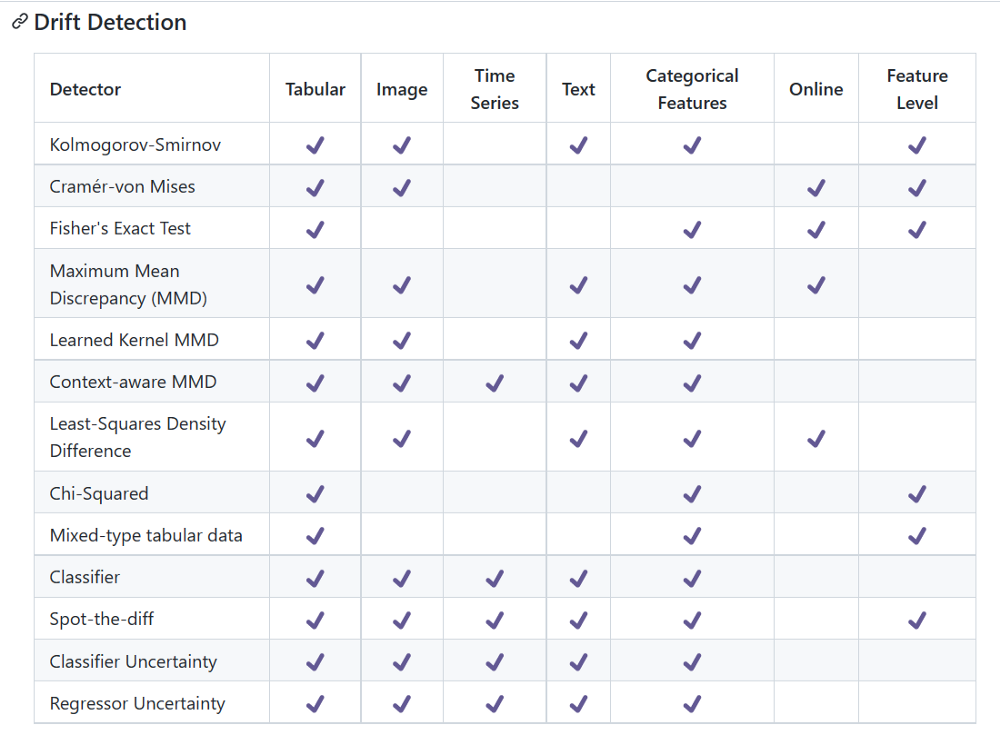 Drift Detection
Detector Tabular Image Time Series Text Categorical Features Online Feature Level
Kolmogorov-Smirnov ✔ ✔ ✔ ✔ ✔
Cramér-von Mises ✔ ✔ ✔ ✔
Fisher's Exact Test ✔ ✔ ✔ ✔
Maximum Mean Discrepancy (MMD) ✔ ✔ ✔ ✔ ✔
Learned Kernel MMD ✔ ✔ ✔ ✔
Context-aware MMD ✔ ✔ ✔ ✔ ✔
Least-Squares Density Difference ✔ ✔ ✔ ✔ ✔
Chi-Squared ✔ ✔ ✔
Mixed-type tabular data ✔ ✔ ✔
Classifier ✔ ✔ ✔ ✔ ✔
Spot-the-diff ✔ ✔ ✔ ✔ ✔ ✔
Classifier Uncertainty ✔ ✔ ✔ ✔ ✔
Regressor Uncertainty ✔ ✔ ✔ ✔ ✔